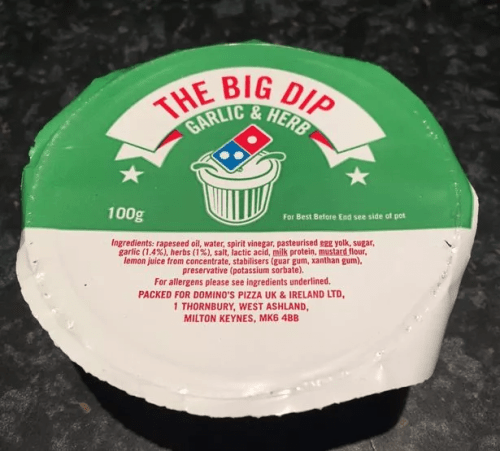 THE BIG DIP
GARLIC & HERB
100g
For Best Before End see side of pot
Ingredients: rapeseed oil, water, spirit vinegar, pasteurised egg yolk, sugar,
garlic (1.4%), herbs (1%), salt, lactic acid, milk protein, mustard flour,
lemon juice from concentrate, stabilisers (guar gum, xanthan gum),
preservative (potassium sorbate).
For allergens please see ingredients underlined.
PACKED FOR DOMINO'S PIZZA UK & IRELAND LTD,
1 THORNBURY, WEST ASHLAND,
MILTON KEYNES, MK6 4BB